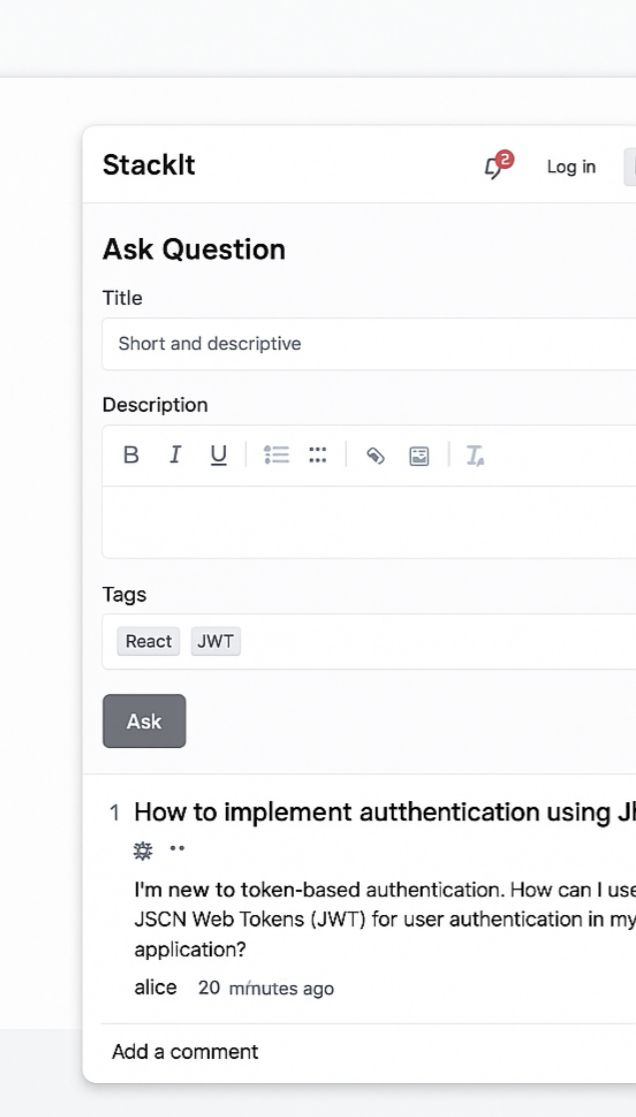 StackIt
2
Log in
Ask Question
Title
Short and descriptive
Description
B I U
Tags
React JWT
Ask
1 How to implement autthentication using
I'm new to token-based authentication. How can I use
JSCN Web Tokens (JWT) for user authentication in my
application?
alice 20 minutes ago
Add a comment